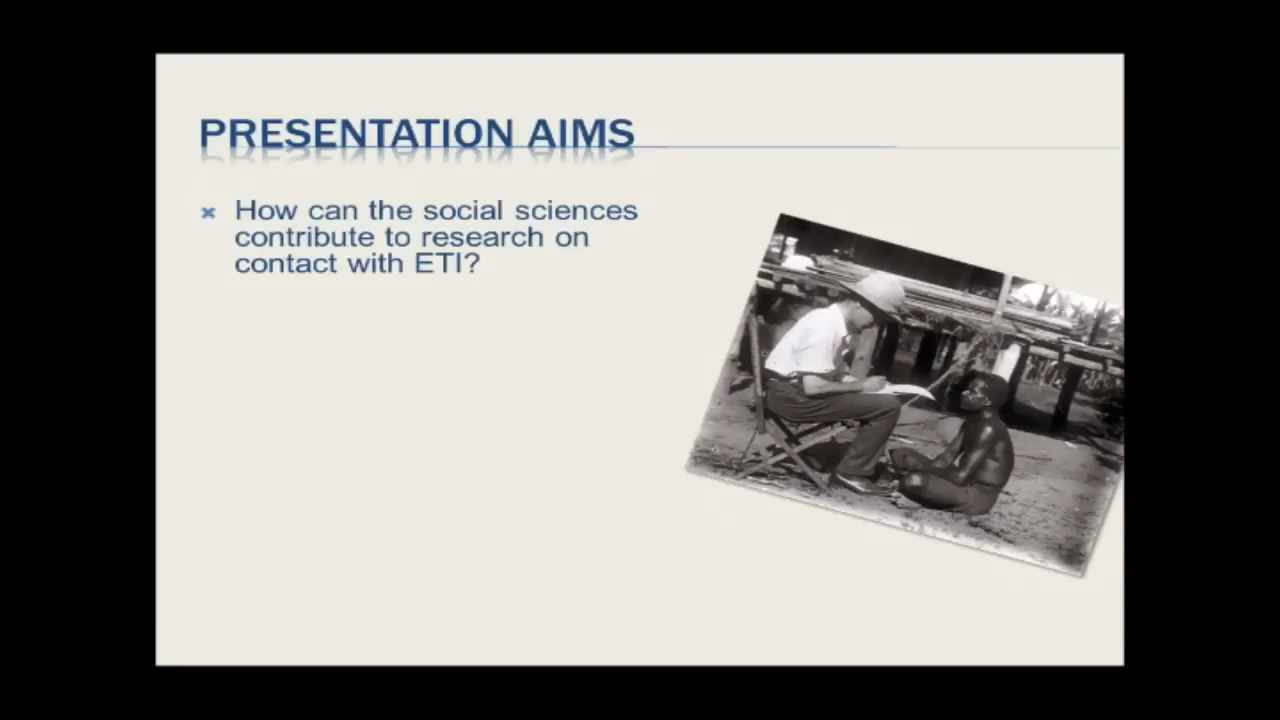 PRESENTATION AIMS
How can the social sciences
contribute to research on
contact with ETI?